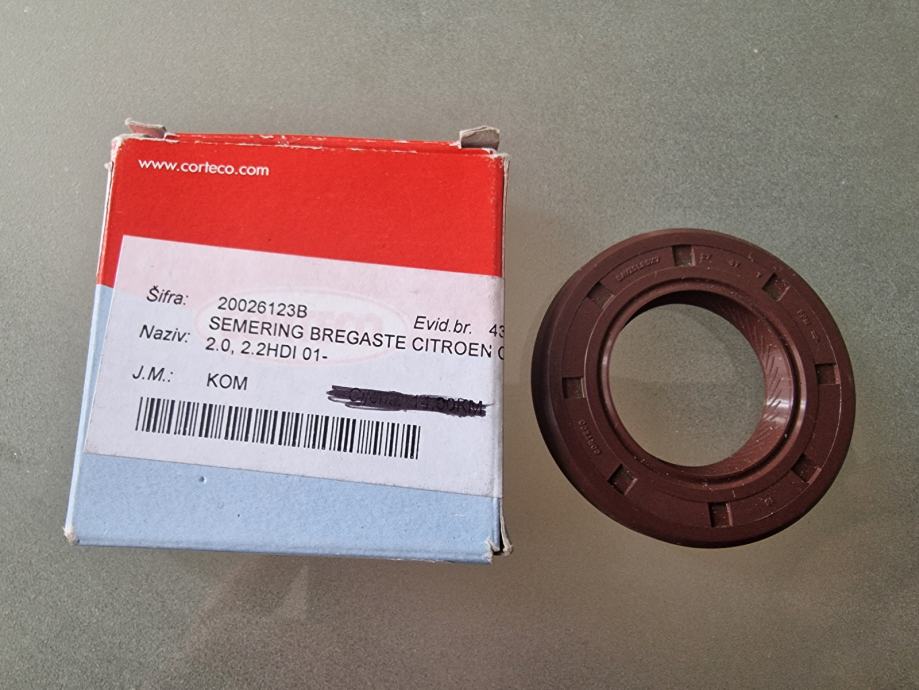 www.corteco.com
Šifra: 20026123B
Evid.br. 43
Naziv: SEMERING BREGASTE CITROEN C
2.0, 2.2HDI 01-
J.M.: KOM